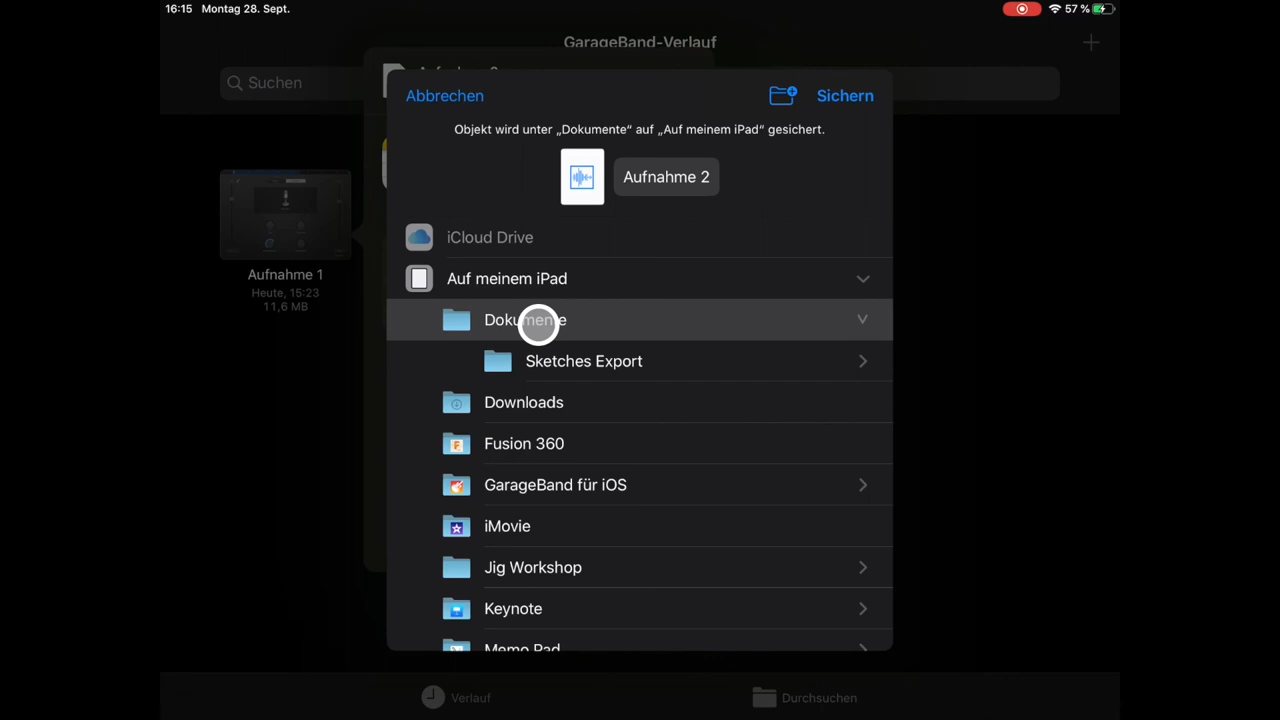 16:15 Montag 28. Sept. 57 %
GarageBand-Verlauf
Suchen
Abbrechen Sichern
Objekt wird unter „Dokumente“ auf „Auf meinem iPad“ gesichert.
Aufnahme 2
iCloud Drive
Auf meinem iPad
Dokumente
Sketches Export
Downloads
Fusion 360
GarageBand für iOS
iMovie
Jig Workshop
Keynote
Memo Pad
Aufnahme 1
Heute, 15:23
11,6 MB
Verlauf Durchsuchen